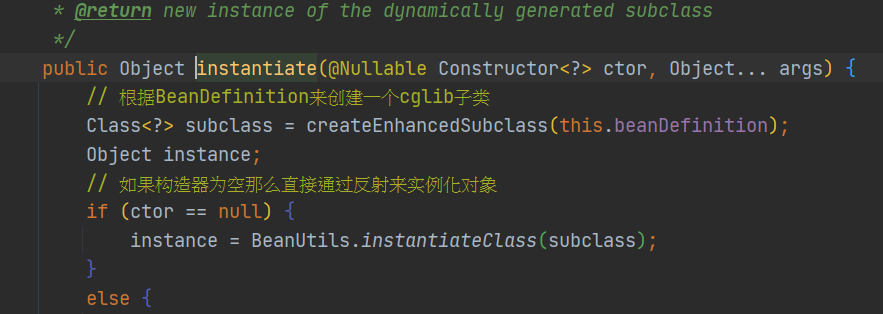 * @return new instance of the dynamically generated subclass
*/
public Object instantiate(@Nullable Constructor<?> ctor, Object... args) {
// 根据BeanDefinition来创建一个cglib子类
Class<?> subclass = createEnhancedSubclass(this.beanDefinition);
Object instance;
// 如果构造器为空那么直接通过反射来实例化对象
if (ctor == null) {
instance = BeanUtils.instantiateClass(subclass);
}
else {